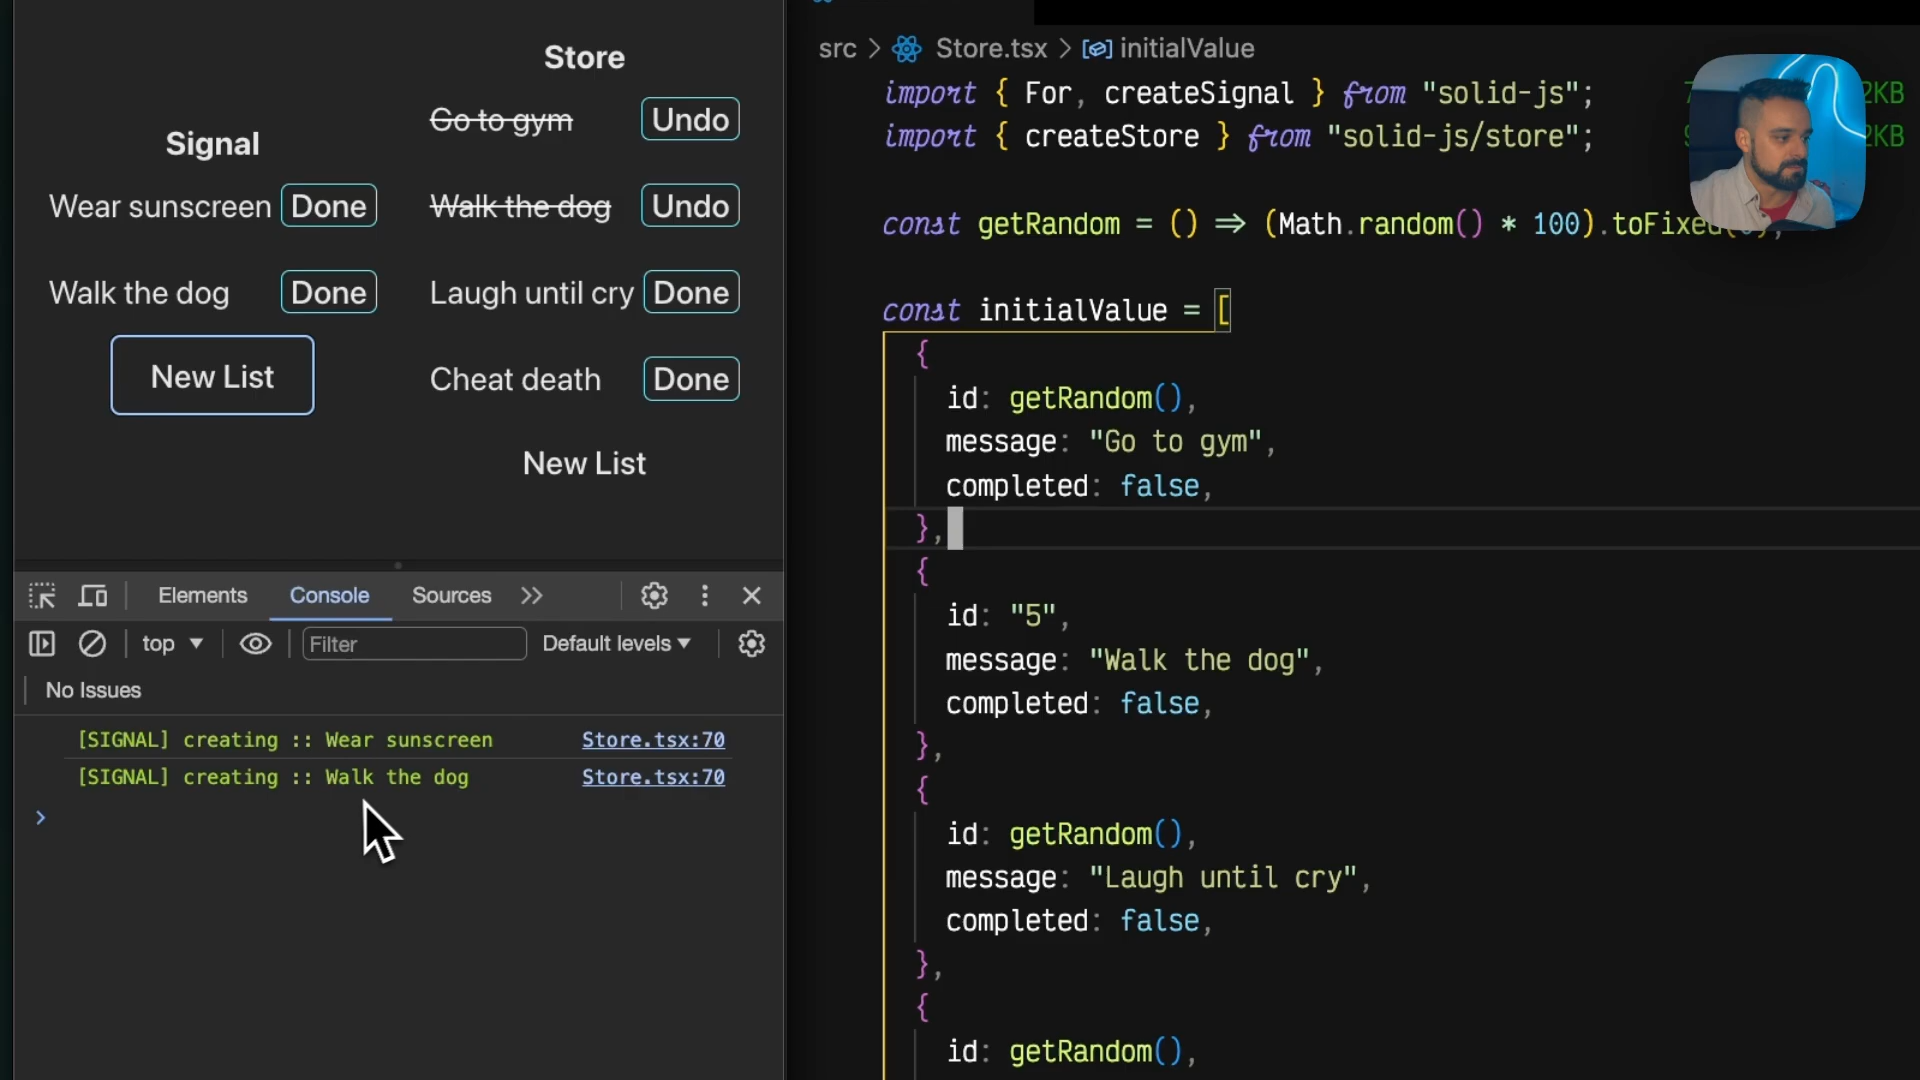 Signal
Wear sunscreen Done
Walk the dog Done
New List
Store
Go to gym Undo
Walk the dog Undo
Laugh until cry Done
Cheat death Done
New List
Elements Console Sources
top Filter Default levels
No Issues
[SIGNAL] creating :: Wear sunscreen Store.tsx:70
[SIGNAL] creating :: Walk the dog Store.tsx:70
src > Store.tsx > initialValue
import { For, createSignal } from "solid-js"; 2KB
import { createStore } from "solid-js/store"; 2KB
const getRandom = () => (Math.random() * 100).toFixed
const initialValue = [
{
id: getRandom(),
message: "Go to gym",
completed: false,
},
{
id: "5",
message: "Walk the dog",
completed: false,
},
{
id: getRandom(),
message: "Laugh until cry",
completed: false,
},
{
id: getRandom(),